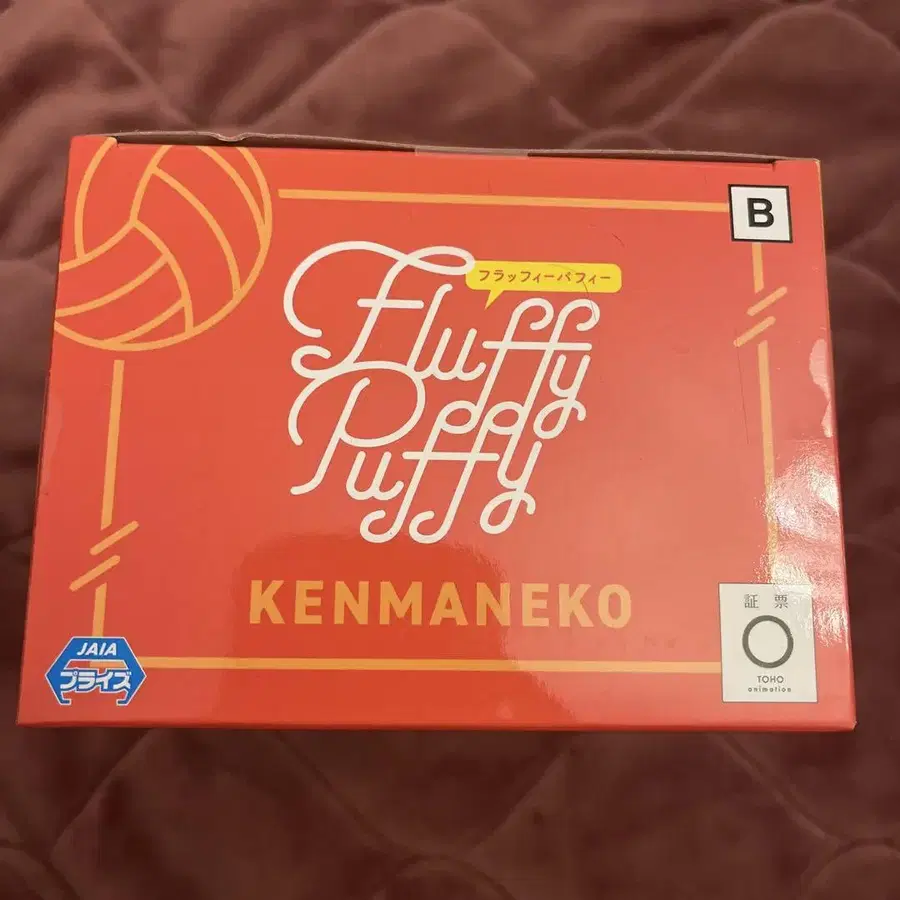 B
フラッフィーパフィー
Fluffy
Puffy
KENMANEKO
JAIA
プライズ
証票
TOHO
animation